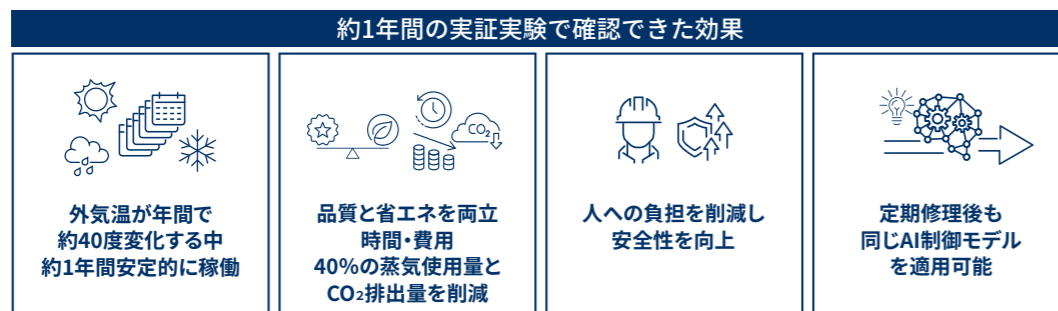 約1年間の実証実験で確認できた効果
外気温が年間で
約40度変化する中
約1年間安定的に稼働
CO₂
品質と省エネを両立
時間・費用
40%の蒸気使用量と
CO₂排出量を削減
人への負担を削減し
安全性を向上
定期修理後も
同じAI制御モデル
を適用可能